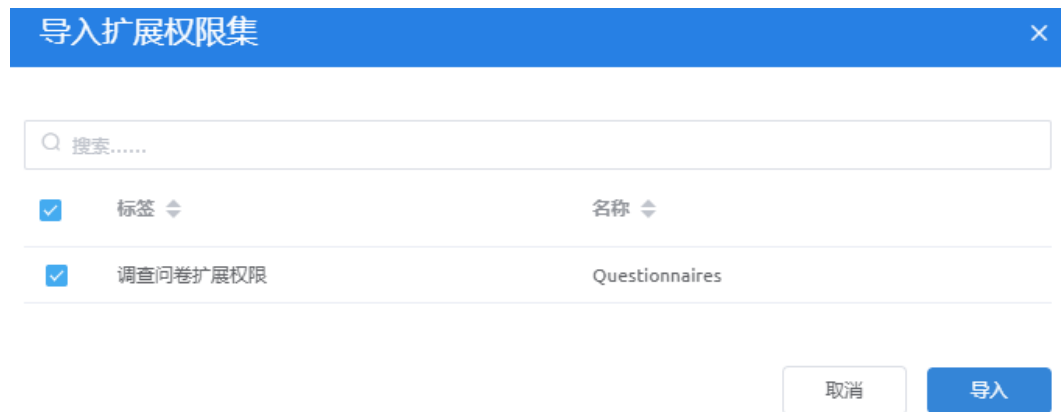 导入扩展权限集
搜索......
标签 名称
调查问卷扩展权限 Questionnaires
取消 导入